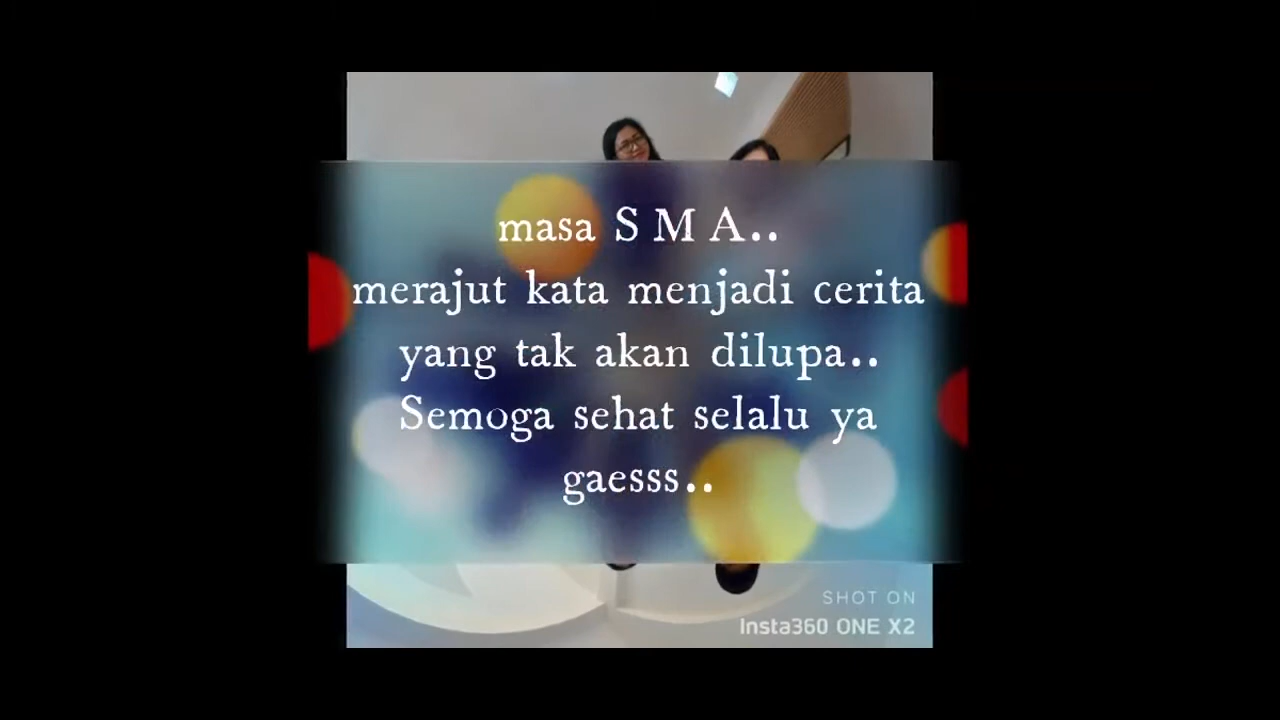 masa S M A..
merajut kata menjadi cerita
yang tak akan dilupa..
Semoga sehat selalu ya
gaesss..
SHOT ON
Insta360 ONE X2